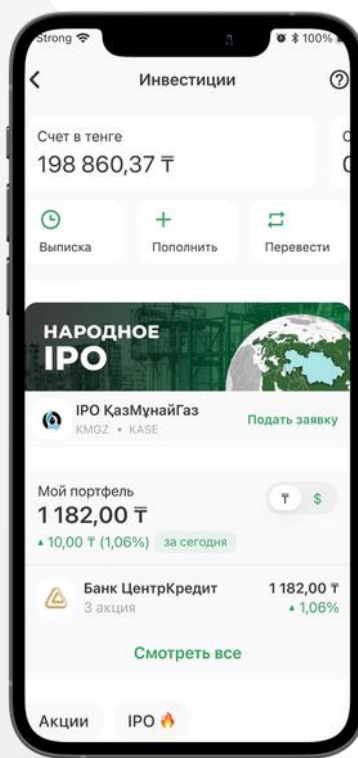 Strong 100%
Инвестиции
Счет в тенге
198 860,37 ₸
Выписка
Пополнить
Перевести
НАРОДНОЕ
IPO
IPO ҚазМұнайГаз
KMGZ • KASE
Подать заявку
Мой портфель
1 182,00 ₸
₸ $
▲ 10,00 ₸ (1,06%) за сегодня
Банк ЦентрКредит 1 182,00 ₸
3 акция ▲ 1,06%
Смотреть все
Акции IPO 🔥